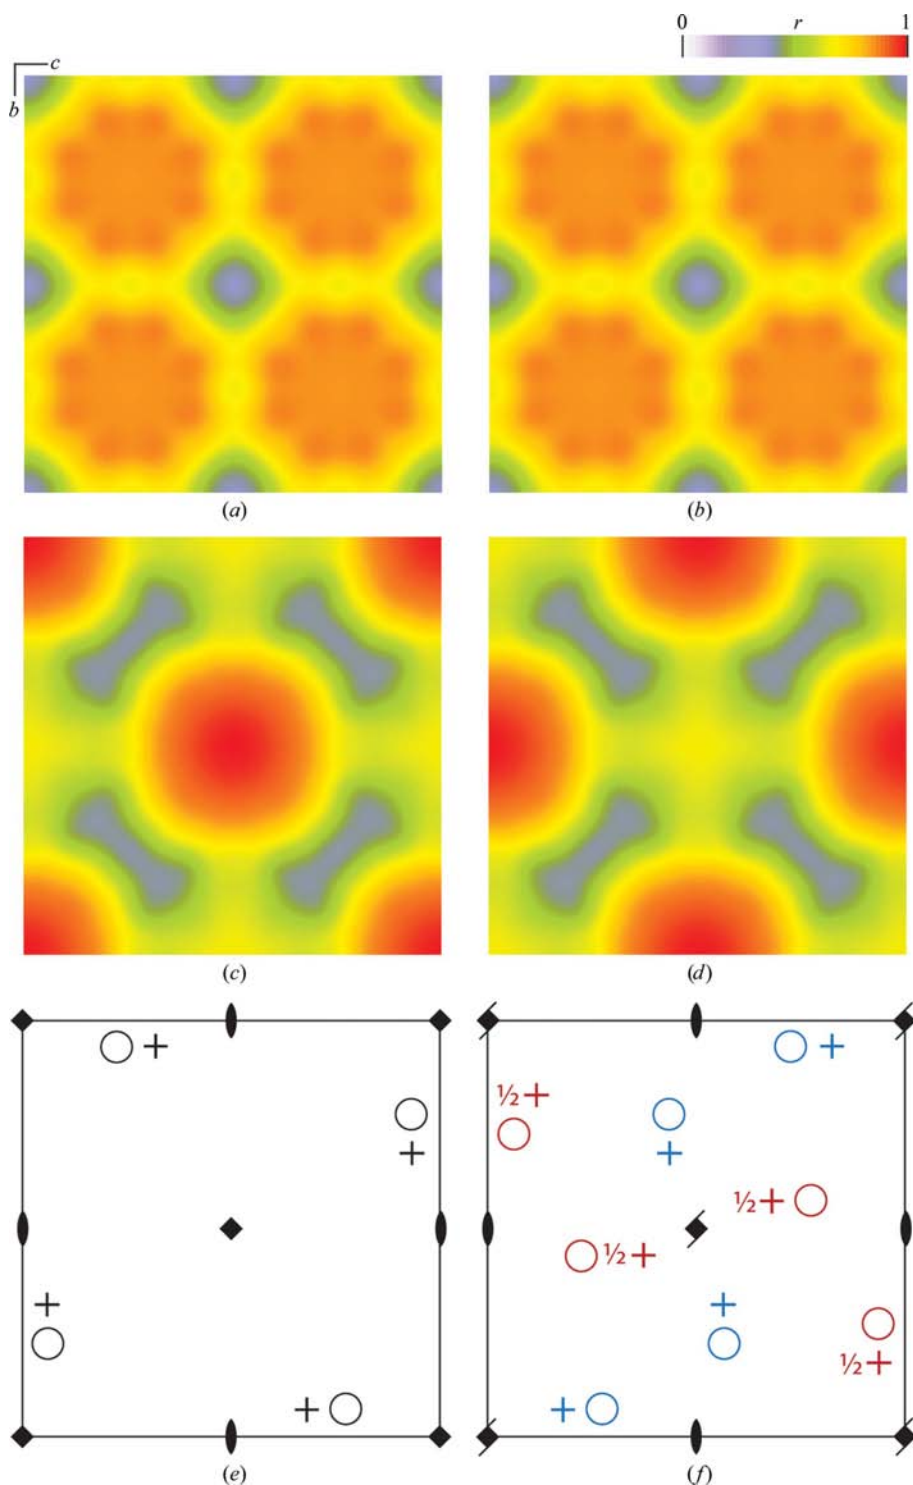 0 r 1
c
b
(a) (b)
(c) (d)
+ +
½+
+ +
½+
½+
+ +
½+
+ +
(e) (f)